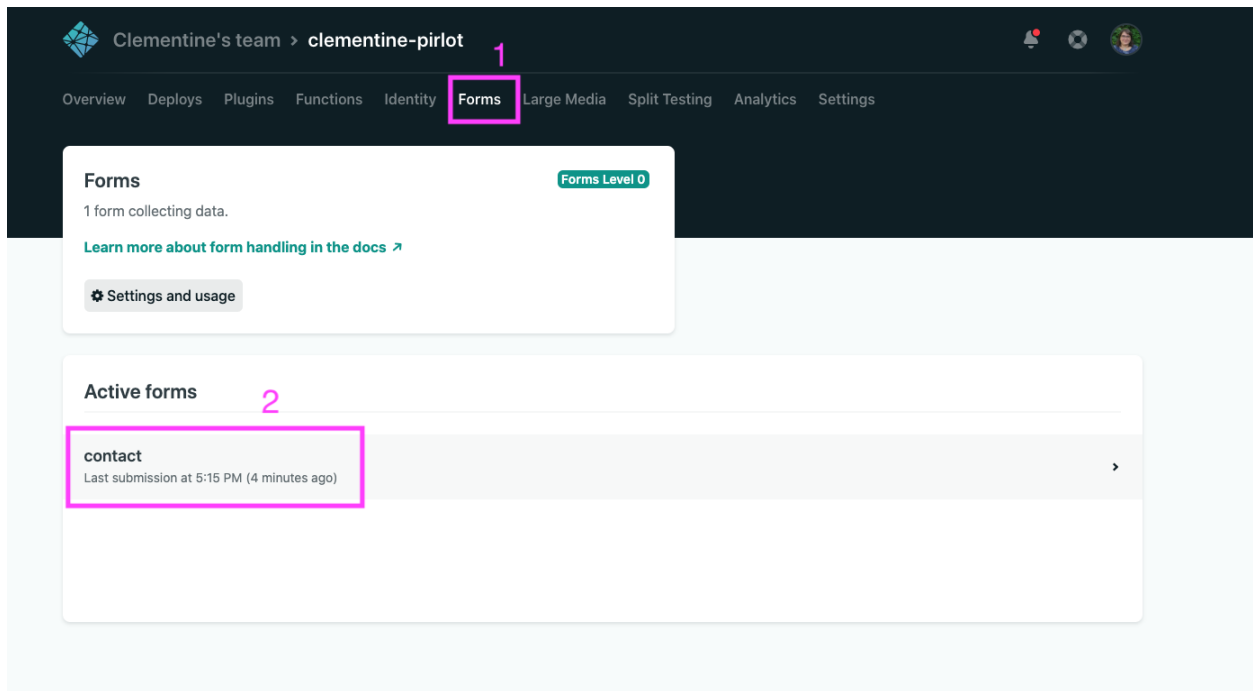 Clementine's team > clementine-pirlot
1
Overview Deploys Plugins Functions Identity Forms Large Media Split Testing Analytics Settings
Forms
Forms Level 0
1 form collecting data.
Learn more about form handling in the docs ↗
Settings and usage
Active forms
2
contact
Last submission at 5:15 PM (4 minutes ago)